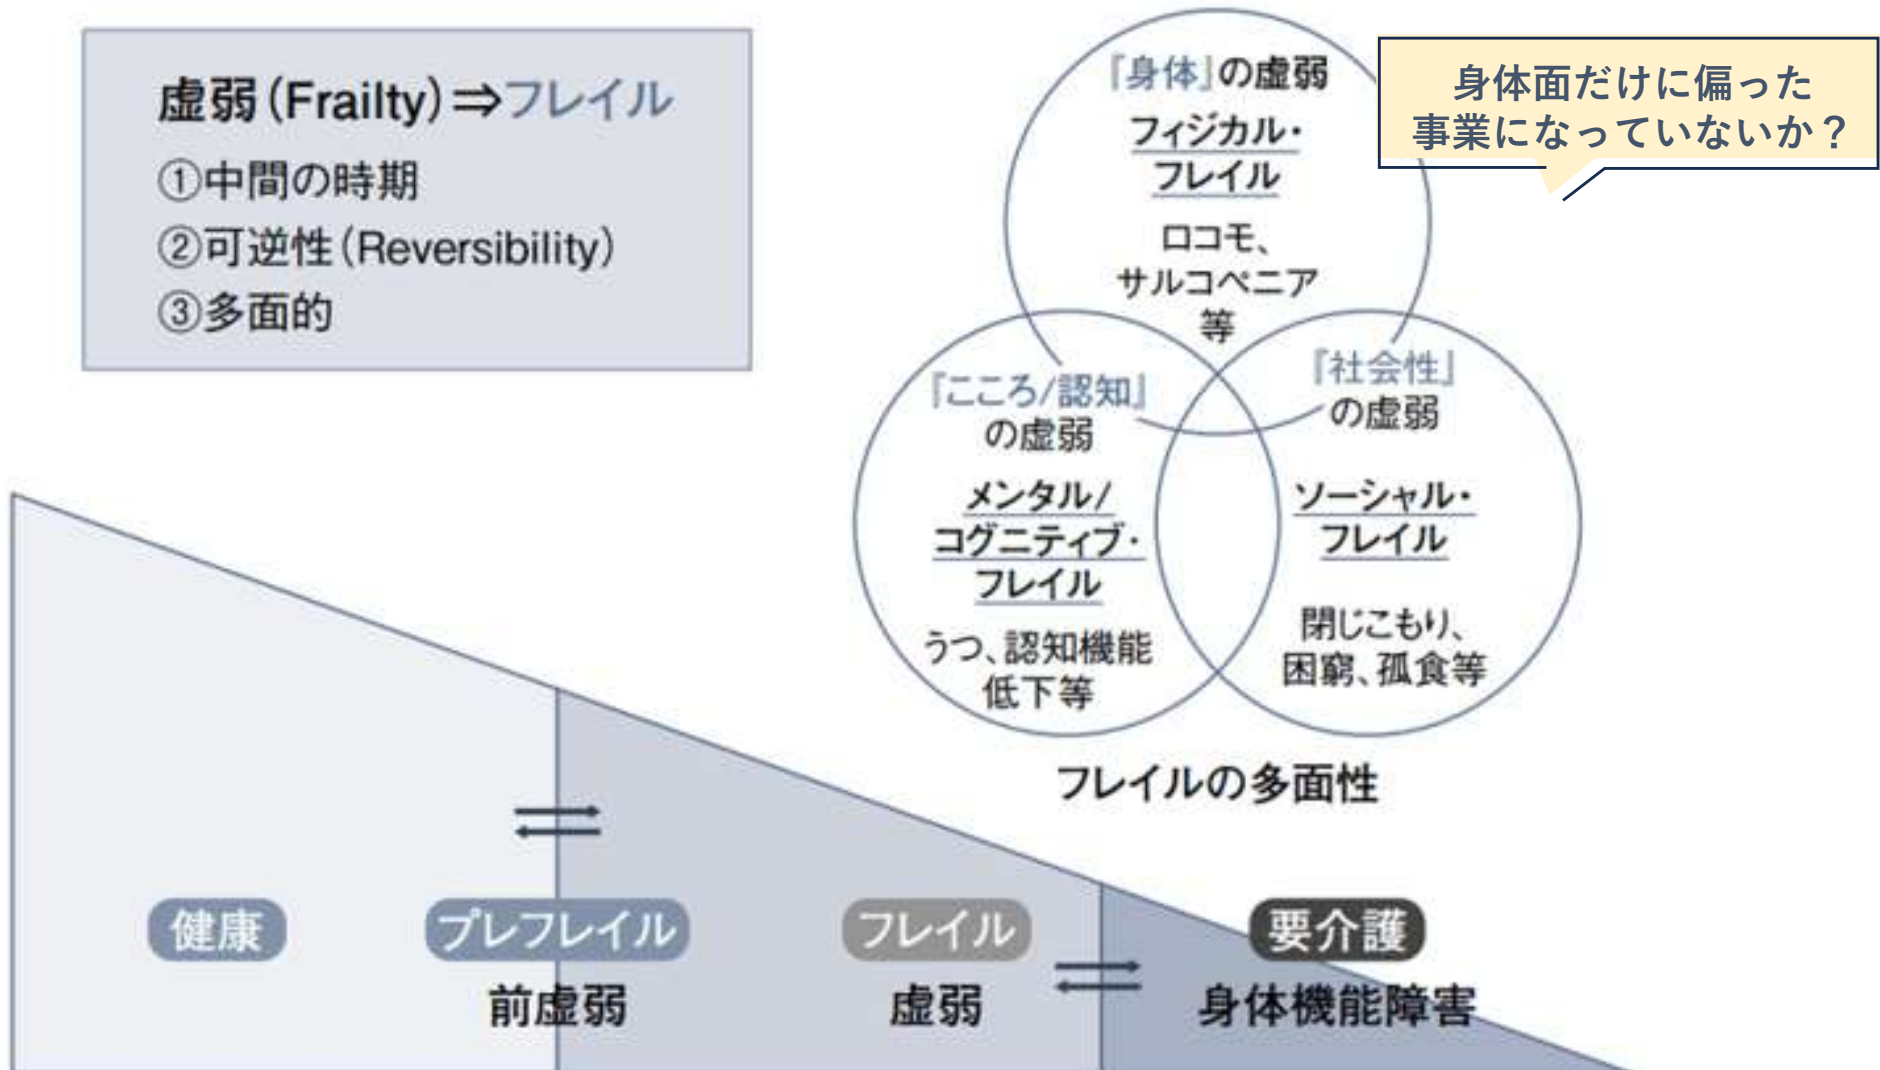 虚弱(Frailty)⇒フレイル
①中間の時期
②可逆性(Reversibility)
③多面的
『身体』の虚弱
フィジカル・
フレイル
ロコモ、
サルコペニア
等
身体面だけに偏った
事業になっていないか？
『こころ/認知』
の虚弱
メンタル/
コグニティブ・
フレイル
うつ、認知機能
低下等
『社会性』
の虚弱
ソーシャル・
フレイル
閉じこもり、
困窮、孤食等
フレイルの多面性
健康
プレフレイル
前虚弱
フレイル
虚弱
要介護
身体機能障害